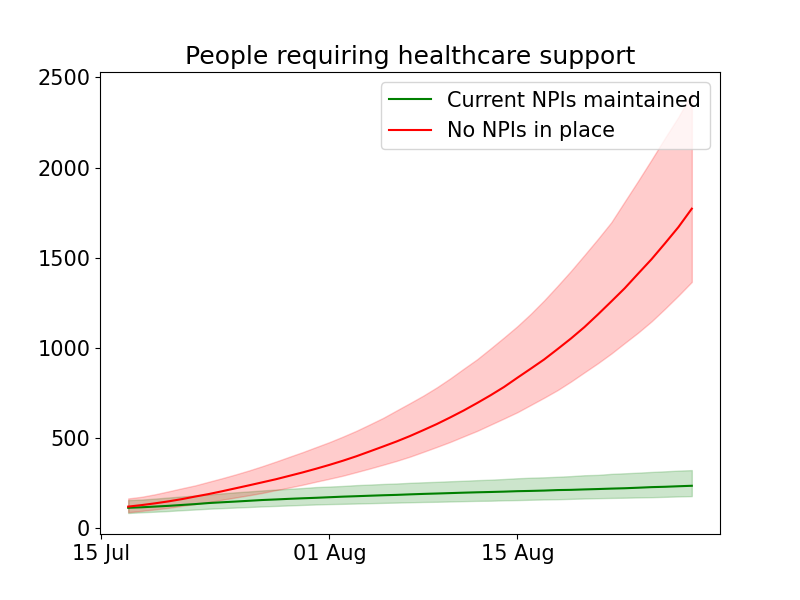 People requiring healthcare support
2500
2000
1500
1000
500
0
Current NPIs maintained
No NPIs in place
15 Jul
01 Aug
15 Aug